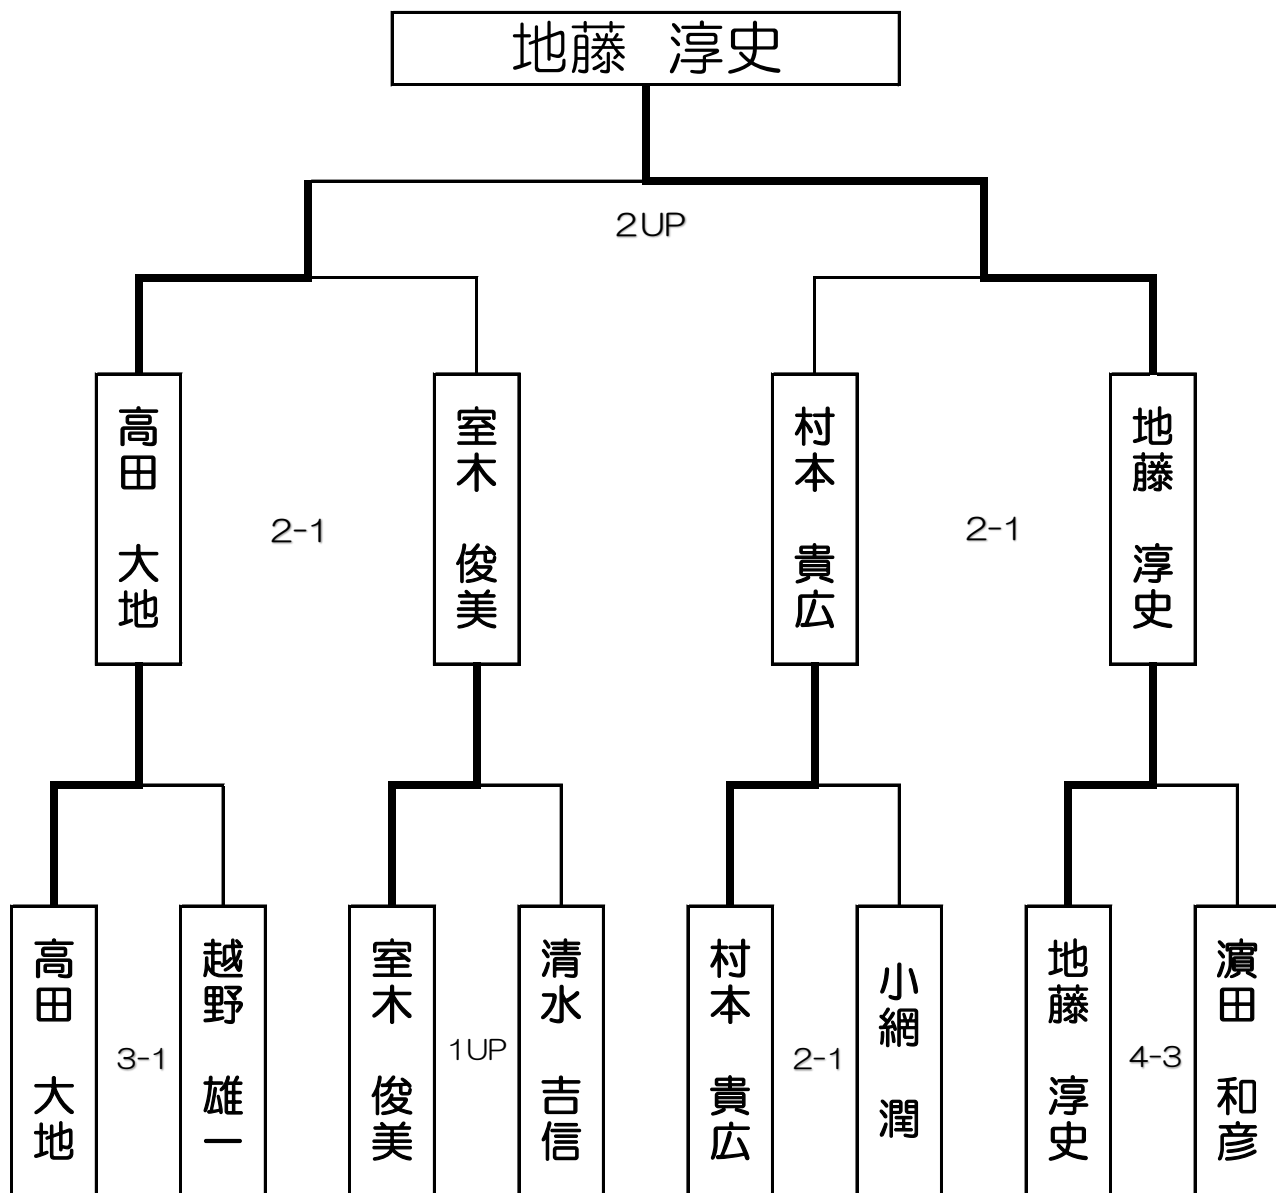 地藤 淳史
2UP
高田 大地
2-1
室木 俊美
村本 貴広
2-1
地藤 淳史
高田 大地
3-1
越野 雄一
室木 俊美
1UP
清水 吉信
村本 貴広
2-1
小網 潤
地藤 淳史
4-3
濱田 和彦